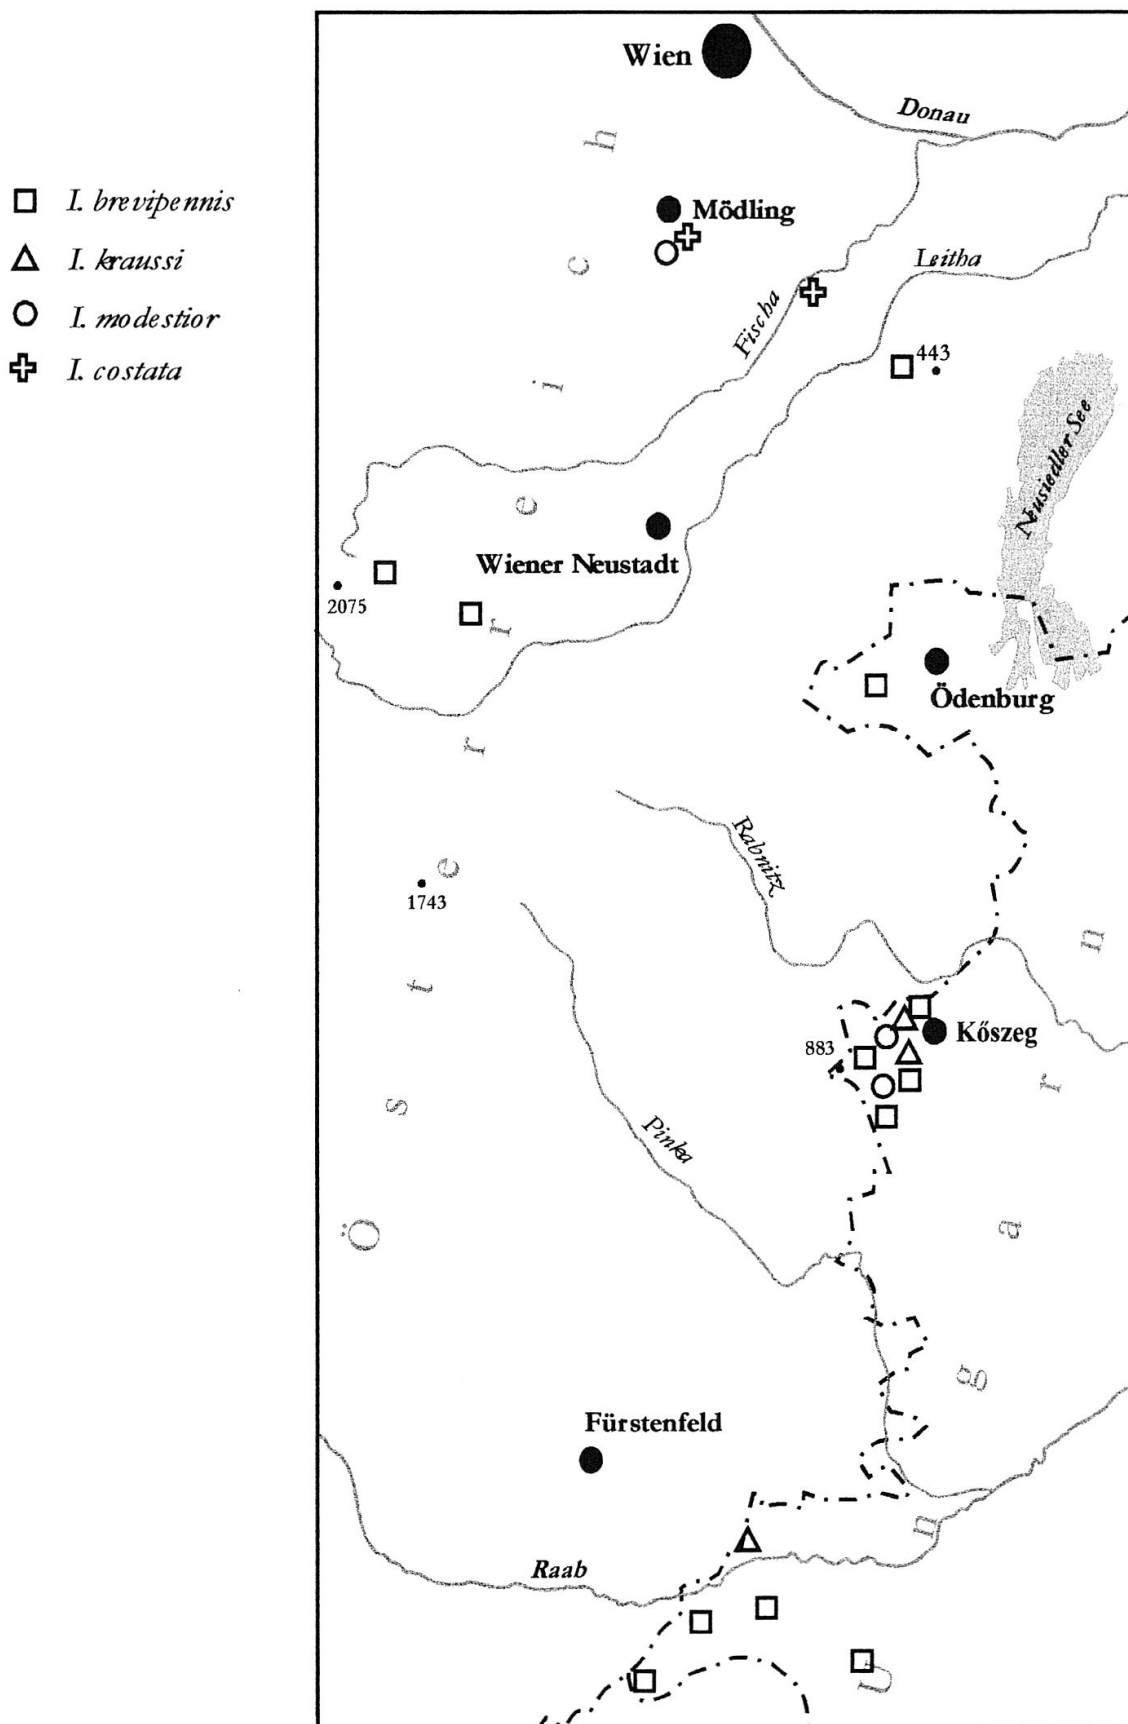 Wien
Donau
I. brevipennis
I. kraussi
I. modestior
I. costata
Mödling
Leitha
Fischa
443
Neusiedler See
Wiener Neustadt
2075
Ödenburg
Rabnitz
1743
Kőszeg
883
Pinka
Fürstenfeld
Raab
Österreich
Ungarn